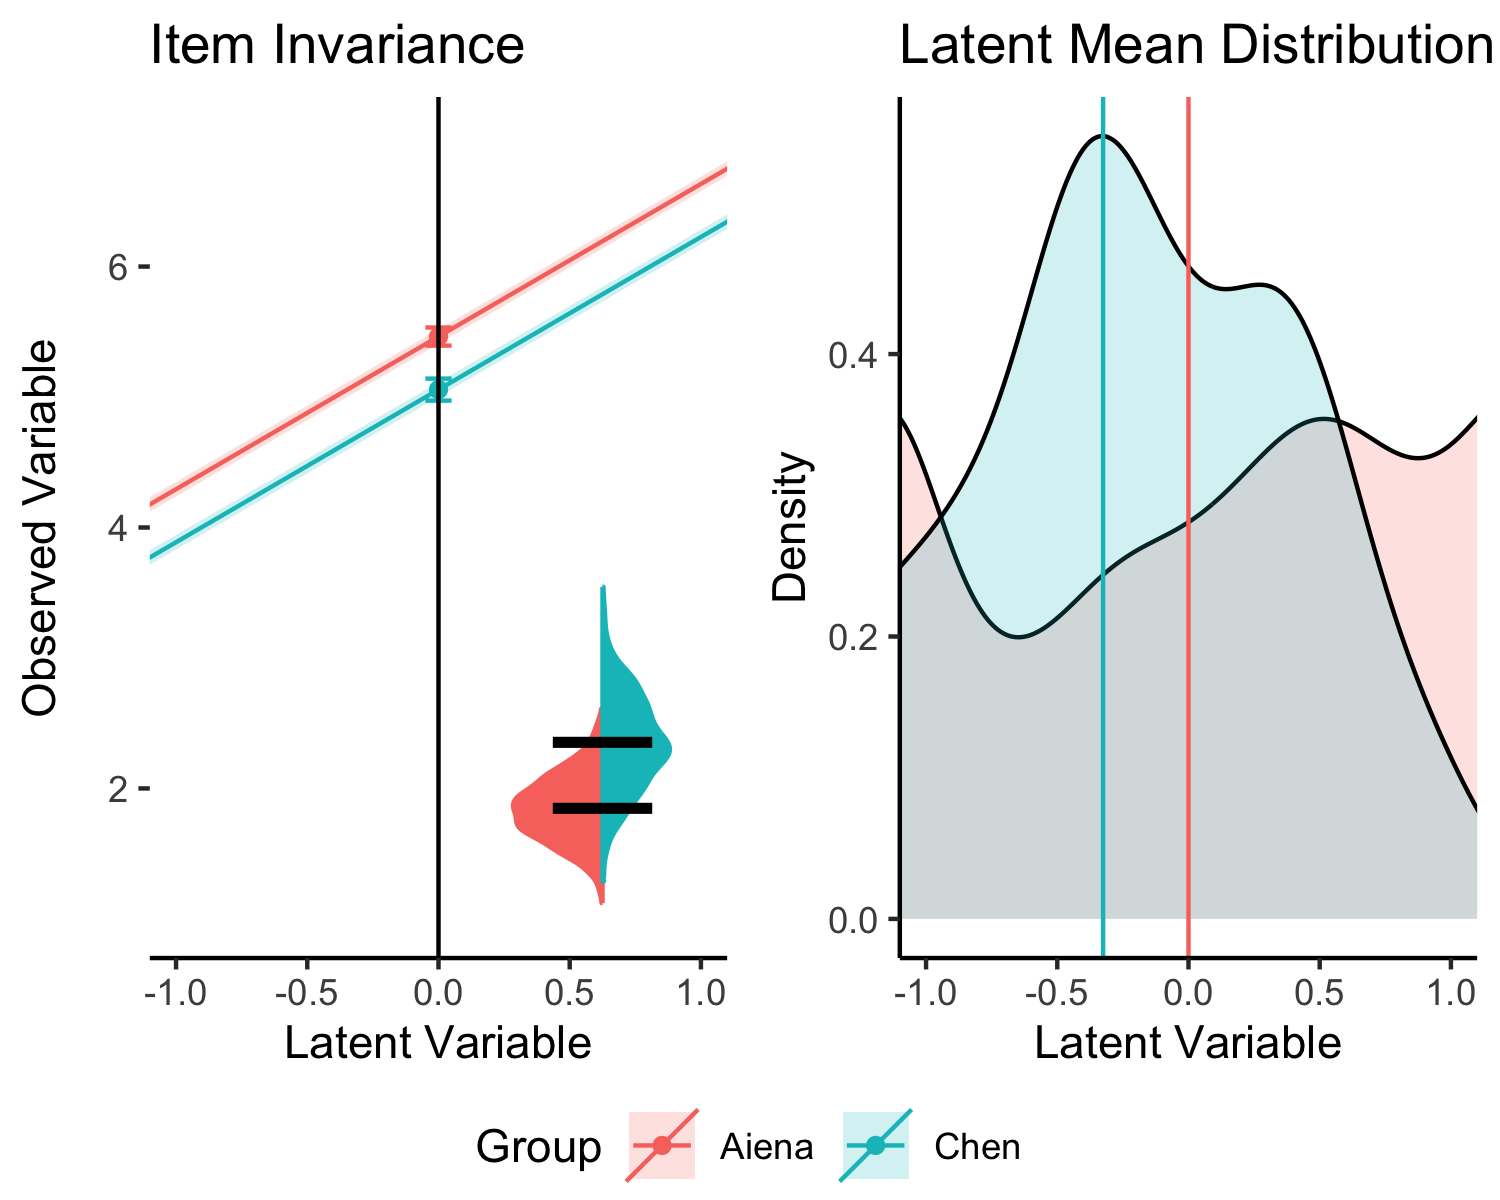 Item Invariance
Observed Variable
6
4
2
-1.0 -0.5 0.0 0.5 1.0
Latent Variable
Latent Mean Distribution
Density
0.4
0.2
0.0
-1.0 -0.5 0.0 0.5 1.0
Latent Variable
Group Aiena Chen